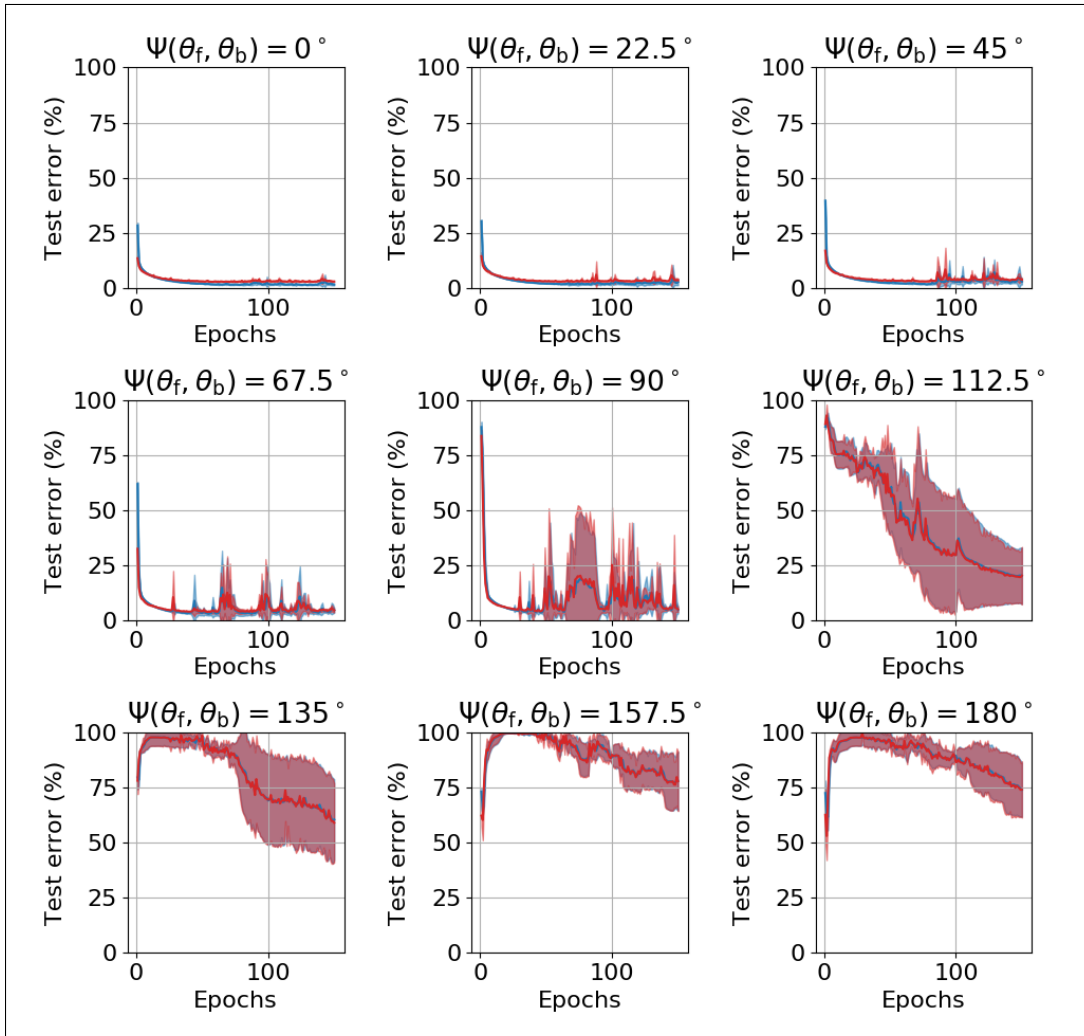 Ψ(θf, θb) = 0°
Ψ(θf, θb) = 22.5°
Ψ(θf, θb) = 45°
100
75
50
25
0
Test error (%)
0
100
Epochs
100
75
50
25
0
Test error (%)
0
100
Epochs
100
75
50
25
0
Test error (%)
0
100
Epochs
Ψ(θf, θb) = 67.5°
Ψ(θf, θb) = 90°
Ψ(θf, θb) = 112.5°
100
75
50
25
0
Test error (%)
0
100
Epochs
100
75
50
25
0
Test error (%)
0
100
Epochs
100
75
50
25
0
Test error (%)
0
100
Epochs
Ψ(θf, θb) = 135°
Ψ(θf, θb) = 157.5°
Ψ(θf, θb) = 180°
100
75
50
25
0
Test error (%)
0
100
Epochs
100
75
50
25
0
Test error (%)
0
100
Epochs
100
75
50
25
0
Test error (%)
0
100
Epochs